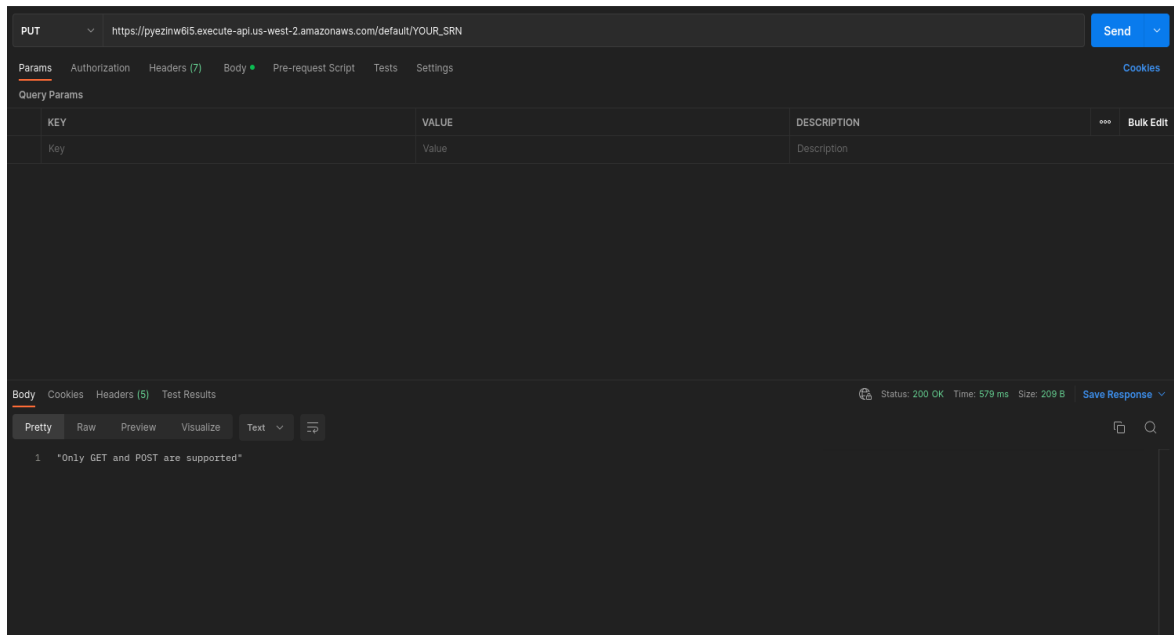 PUT https://pyezinw6i5.execute-api.us-west-2.amazonaws.com/default/YOUR_SRN Send
Params Authorization Headers (7) Body Pre-request Script Tests Settings Cookies
Query Params
KEY VALUE DESCRIPTION ooo Bulk Edit
Key Value Description
Body Cookies Headers (5) Test Results Status: 200 OK Time: 579 ms Size: 209 B Save Response
Pretty Raw Preview Visualize Text
1 "Only GET and POST are supported"